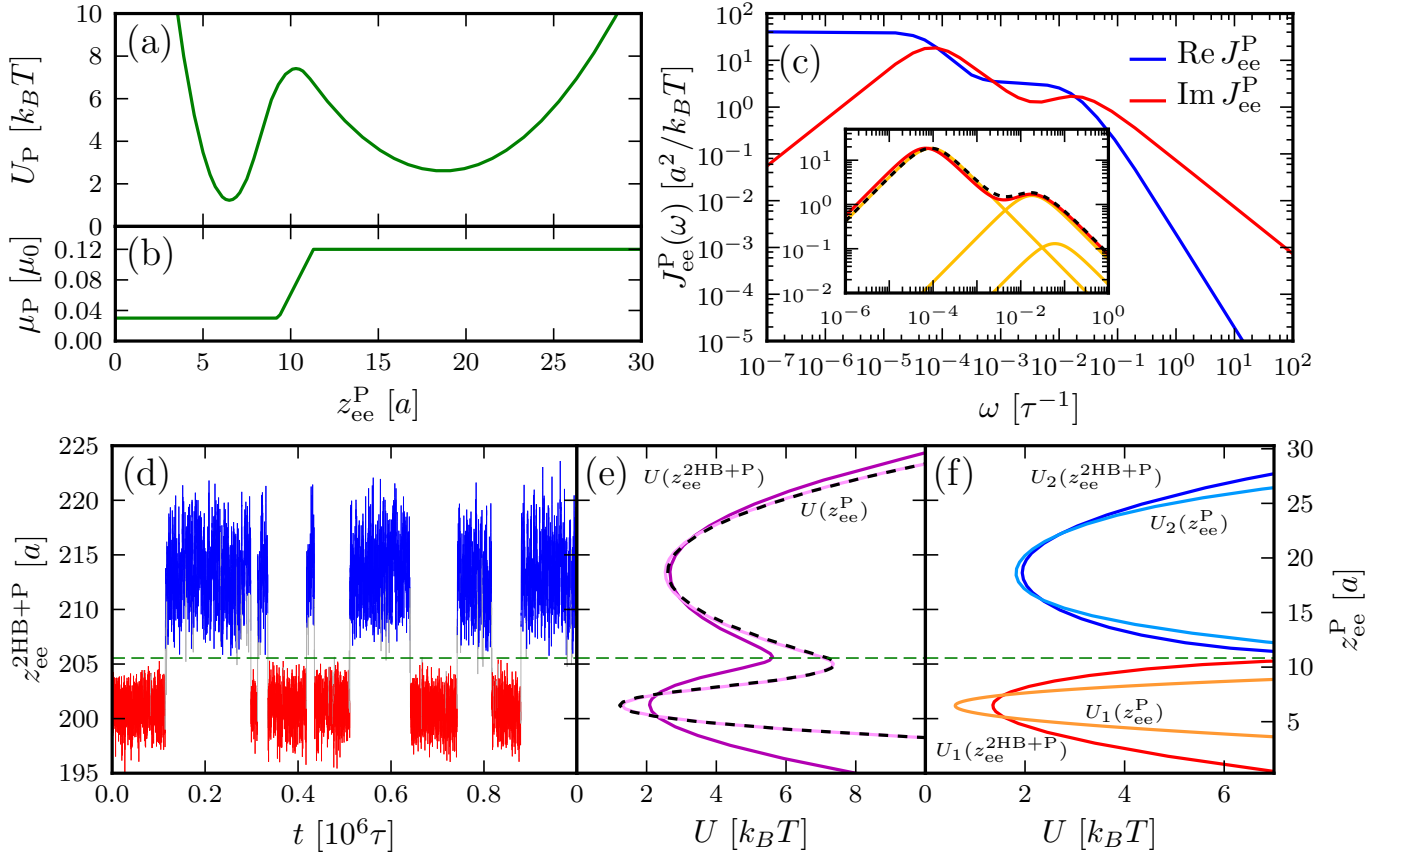 (a)
U_P [k_BT]
10
8
6
4
2
0
(b)
μ_P [μ_0]
0.12
0.08
0.04
0.00
0 5 10 15 20 25 30
z_ee^P [a]
(c)
Re J_ee^P
Im J_ee^P
J_ee^P(ω) [a^2/k_BT]
10^2
10^1
10^0
10^-1
10^-2
10^-3
10^-4
10^-5
10^-7 10^-6 10^-5 10^-4 10^-3 10^-2 10^-1 10^0 10^1 10^2
ω [τ^-1]
10^1
10^0
10^-1
10^-2
10^-6 10^-4 10^-2 10^0
(d)
z_ee^2HB+P [a]
225
220
215
210
205
200
195
0 0.2 0.4 0.6 0.8
t [10^6τ]
(e)
U(z_ee^2HB+P)
U(z_ee^P)
0 2 4 6 8
U [k_BT]
(f)
U_2(z_ee^2HB+P)
U_2(z_ee^P)
U_1(z_ee^P)
U_1(z_ee^2HB+P)
0 2 4 6
U [k_BT]
30
25
20
15
10
5
z_ee^P [a]